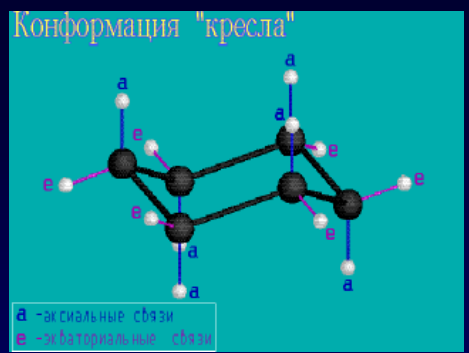 Конформация "кресла"
a
a
a
e
e
e
e
e
e
a
a
a
a -аксиальные связи
e -экваториальные связи